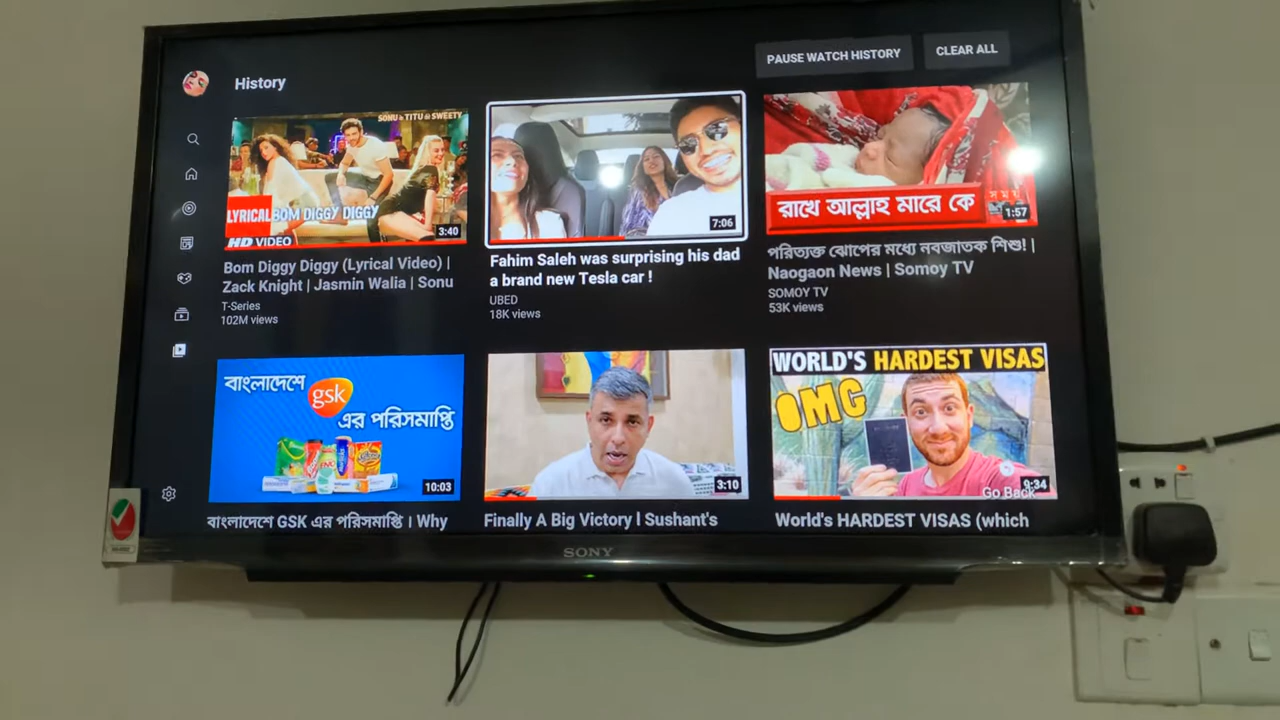 History
PAUSE WATCH HISTORY
CLEAR ALL
SONU के TITU की SWEETY
LYRICAL BOM DIGGY DIGGY
HD VIDEO
3:40
Bom Diggy Diggy (Lyrical Video) |
Zack Knight | Jasmin Walia | Sonu
T-Series
102M views
7:06
Fahim Saleh was surprising his dad
a brand new Tesla car !
UBED
18K views
রাখে আল্লাহ মারে কে
সময়
1:57
পরিত্যক্ত ঝোপের মধ্যে নবজাতক শিশু! |
Naogaon News | Somoy TV
SOMOY TV
53K views
বাংলাদেশে
gsk
এর পরিসমাপ্তি
10:03
বাংলাদেশে GSK এর পরিসমাপ্তি । Why
3:10
Finally A Big Victory l Sushant's
WORLD'S HARDEST VISAS
OMG
9:34
Go Back
World's HARDEST VISAS (which
SONY